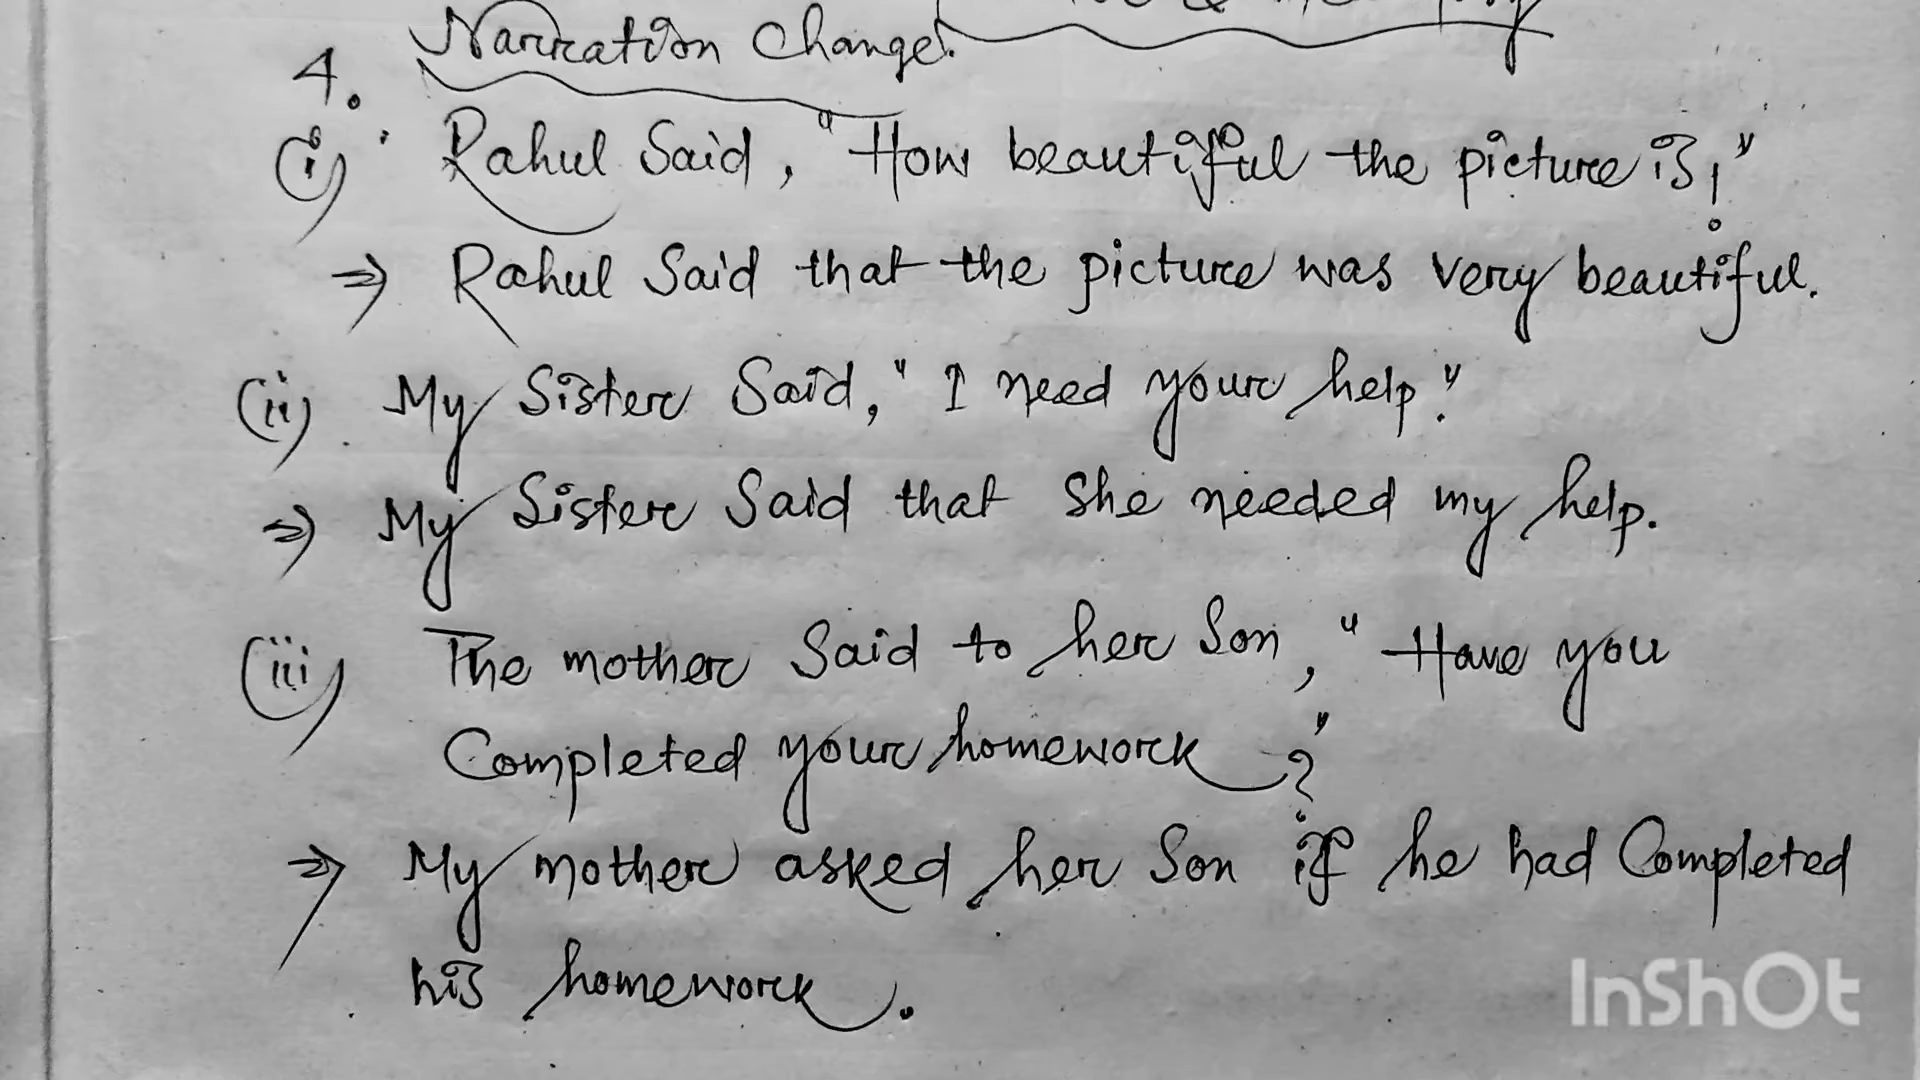 4. Narration Change.
(i) Rahul Said, "How beautiful the picture is!"
⇒ Rahul Said that the picture was very beautiful.
(ii) My Sister Said, "I need your help."
⇒ My Sister Said that She needed my help.
(iii) The mother Said to her Son, "Have you
Completed your homework?"
⇒ My mother asked her Son if he had Completed
his homework.
InShOt